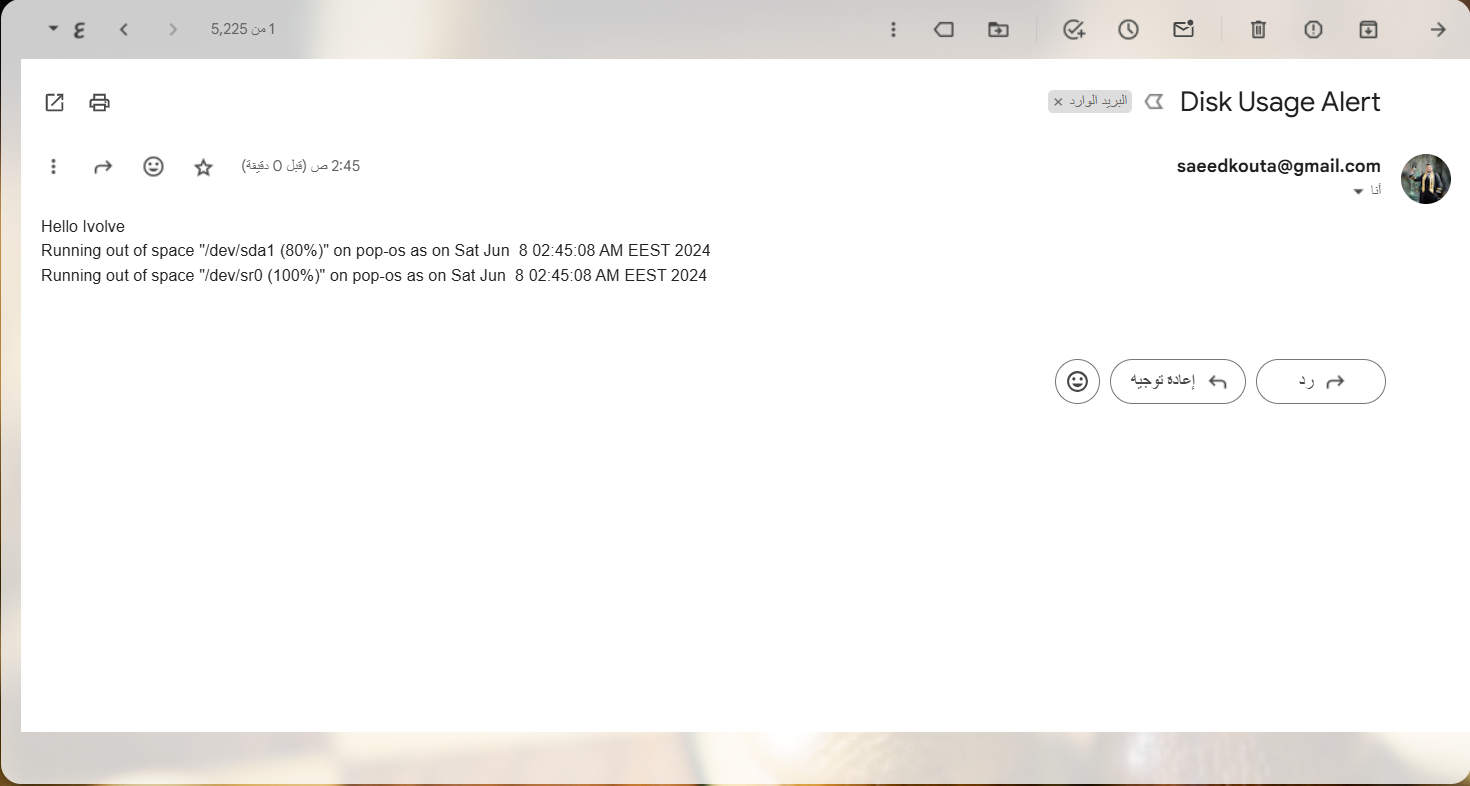 ع
1 من 5,225
Disk Usage Alert
البريد الوارد ×
saeedkouta@gmail.com
2:45 ص (قبل 0 دقيقة)
أنا
Hello Ivolve
Running out of space "/dev/sda1 (80%)" on pop-os as on Sat Jun  8 02:45:08 AM EEST 2024
Running out of space "/dev/sr0 (100%)" on pop-os as on Sat Jun  8 02:45:08 AM EEST 2024
رد
إعادة توجيه